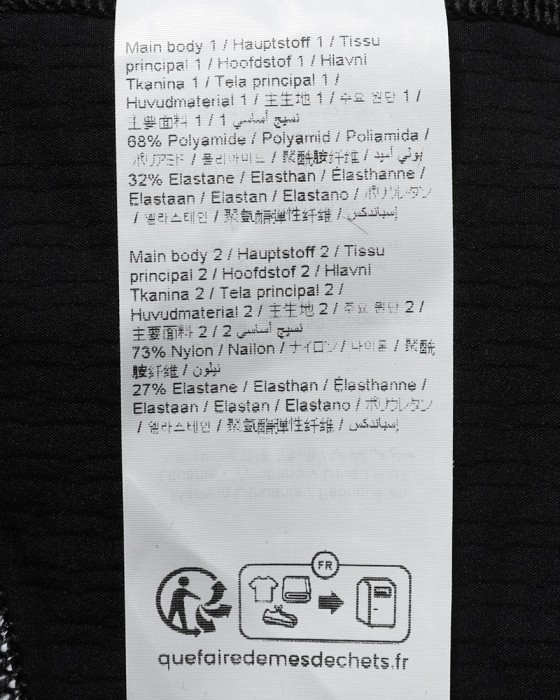 Main body 1 / Hauptstoff 1 / Tissu
principal 1 / Hoofdstof 1 / Hlavni
Tkanina 1 / Tela principal 1 /
Huvudmaterial 1 / 主生地 1 / 주요 원단 1 /
主要面料 1 / 1 نسيج أساسي
68% Polyamide / Polyamid / Poliamida /
ポリアミド / 폴리아미드 / 聚酰胺纤维 / بولي أميد
32% Elastane / Elasthan / Élasthanne /
Elastaan / Elastan / Elastano / ポリウレタン
/ 엘라스테인 / 聚氨酯弹性纤维 / إسباندكس
Main body 2 / Hauptstoff 2 / Tissu
principal 2 / Hoofdstof 2 / Hlavni
Tkanina 2 / Tela principal 2 /
Huvudmaterial 2 / 主生地 2 / 주요 원단 2 /
主要面料 2 / 2 نسيج أساسي
73% Nylon / Nailon / ナイロン / 나이론 / 聚酰
胺纤维 / نيلون
27% Elastane / Elasthan / Élasthanne /
Elastaan / Elastan / Elastano / ポリウレタン
/ 엘라스테인 / 聚氨酯弹性纤维 / إسباندكس
FR
quefairedemesdechets.fr